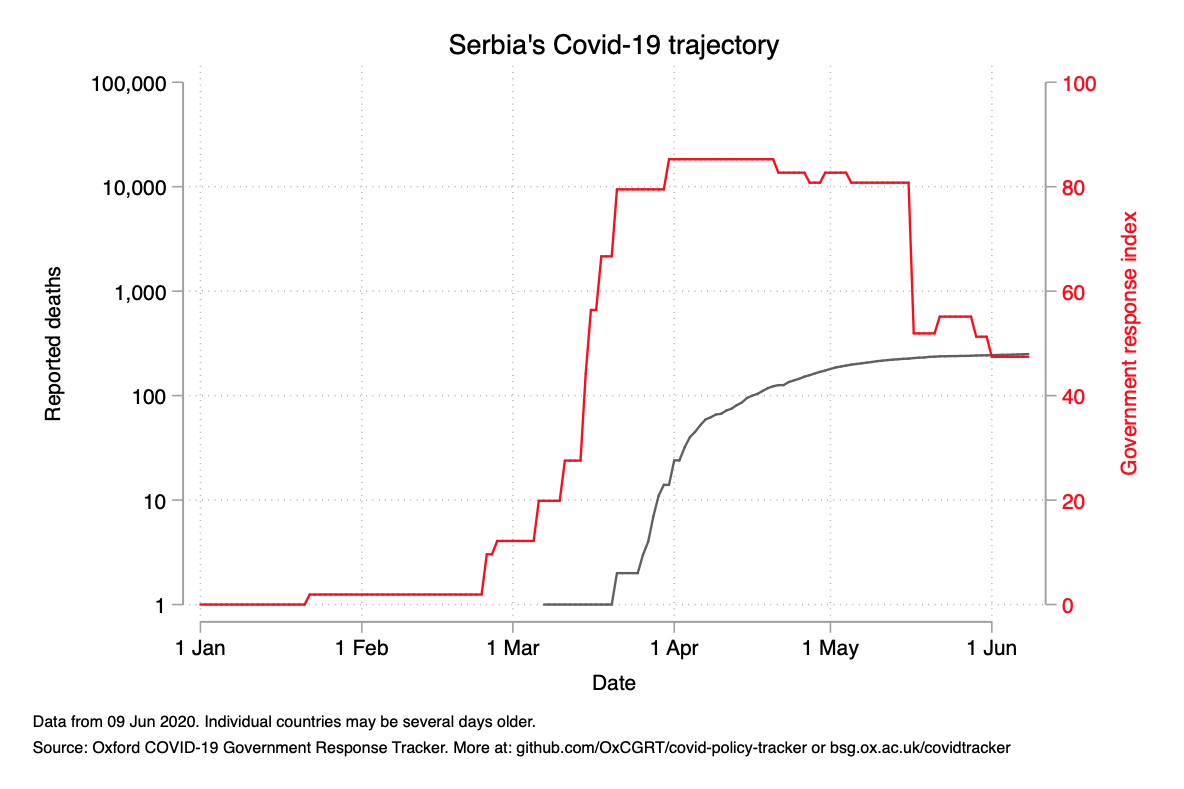 Serbia's Covid-19 trajectory
100,000
10,000
1,000
100
10
1
Reported deaths
100
80
60
40
20
0
Government response index
1 Jan
1 Feb
1 Mar
1 Apr
1 May
1 Jun
Date
Data from 09 Jun 2020. Individual countries may be several days older.
Source: Oxford COVID-19 Government Response Tracker. More at: github.com/OxCGRT/covid-policy-tracker or bsg.ox.ac.uk/covidtracker